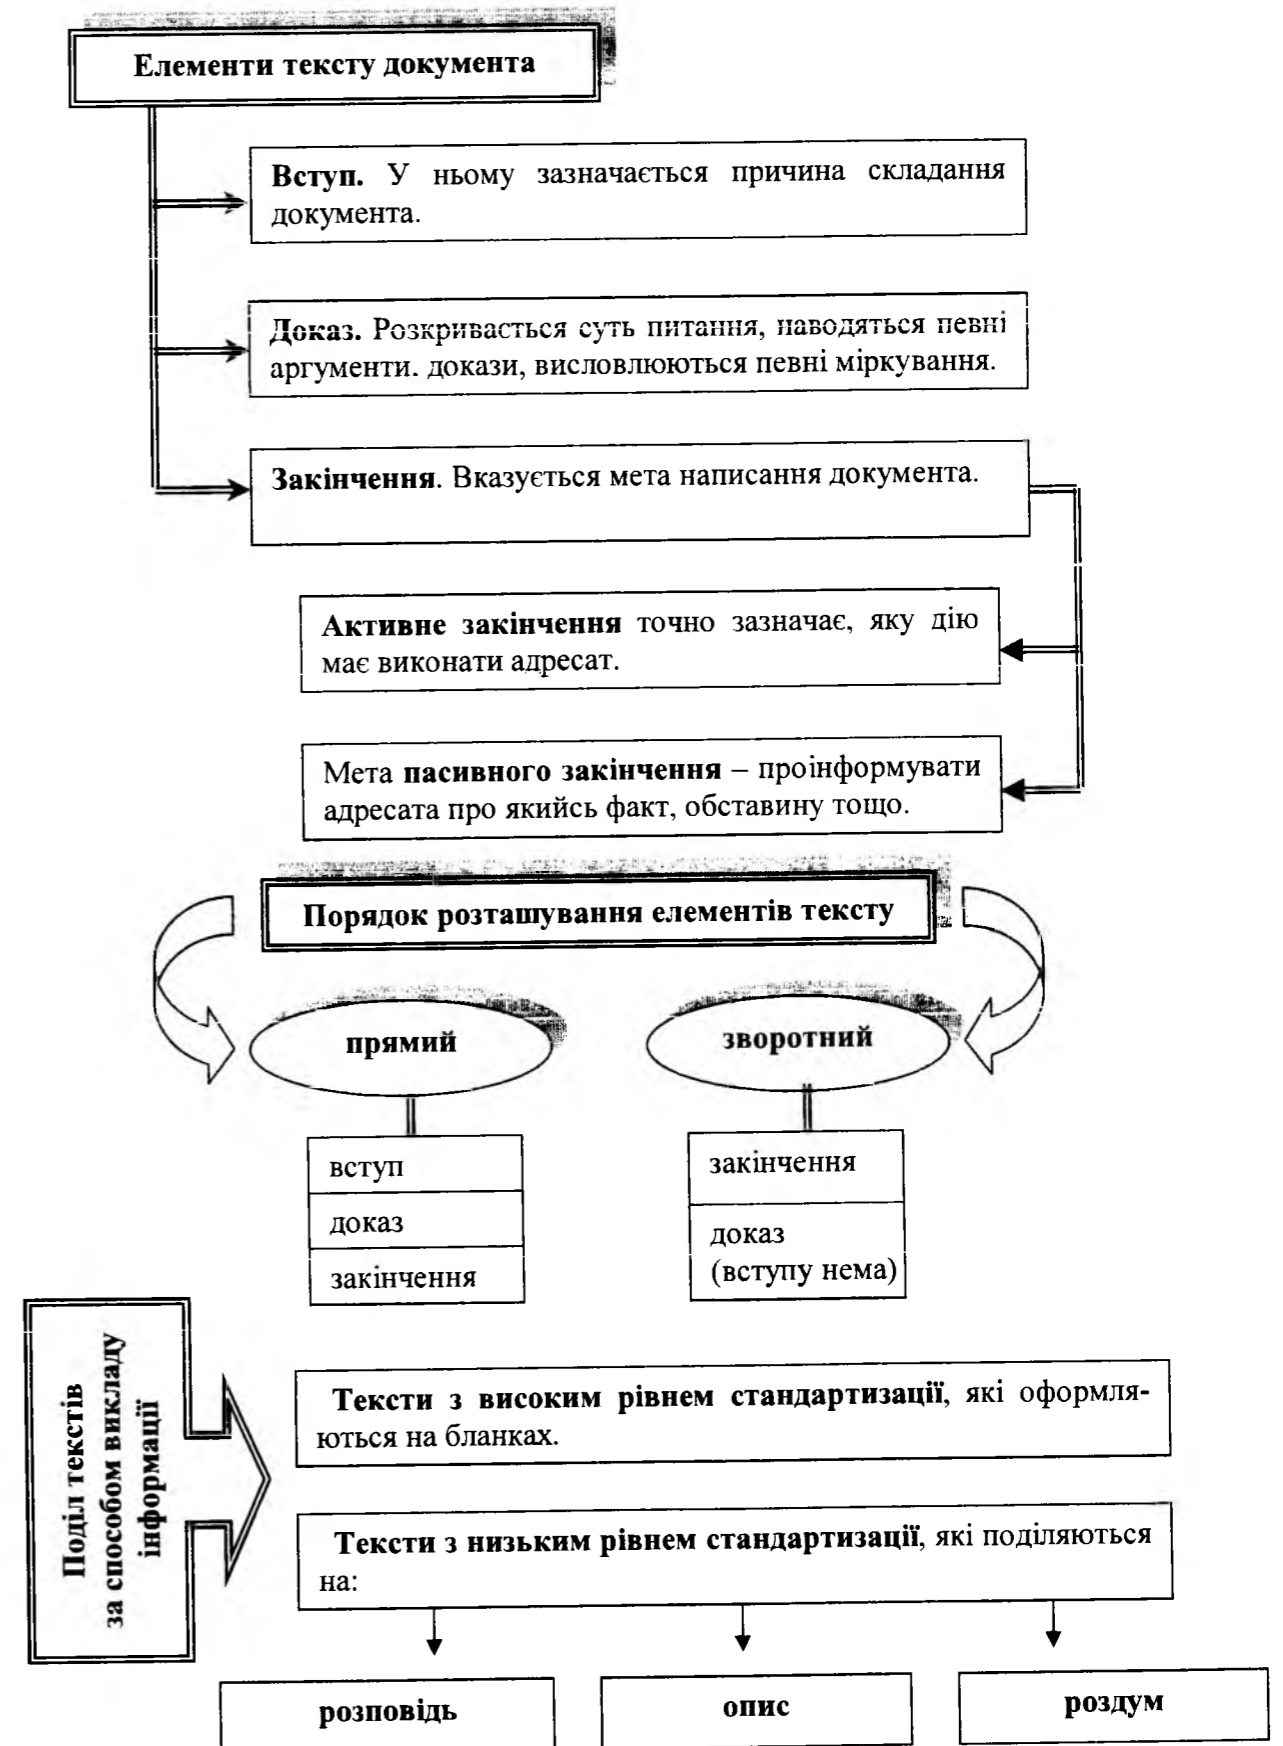 Елементи тексту документа
Вступ. У ньому зазначається причина складання
документа.
Доказ. Розкривається суть питання, наводяться певні
аргументи. докази, висловлюються певні міркування.
Закінчення. Вказується мета написання документа.
Активне закінчення точно зазначає, яку дію
має виконати адресат.
Мета пасивного закінчення – проінформувати
адресата про якийсь факт, обставину тощо.
Порядок розташування елементів тексту
прямий
зворотний
вступ
доказ
закінчення
закінчення
доказ
(вступу нема)
Поділ текстів
за способом викладу
інформації
Тексти з високим рівнем стандартизації, які оформля-
ються на бланках.
Тексти з низьким рівнем стандартизації, які поділяються
на:
розповідь
опис
роздум